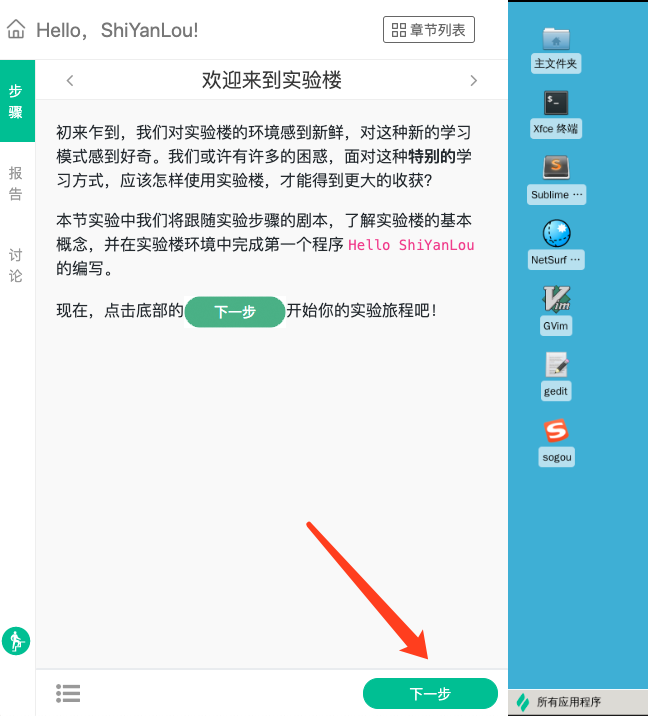 Hello，ShiYanLou!
章节列表
步骤
报告
讨论
欢迎来到实验楼
初来乍到，我们对实验楼的环境感到新鲜，对这种新的学习
模式感到好奇。我们或许有许多的困惑，面对这种特别的学
习方式，应该怎样使用实验楼，才能得到更大的收获？
本节实验中我们将跟随实验步骤的剧本，了解实验楼的基本
概念，并在实验楼环境中完成第一个程序 Hello ShiYanLou
的编写。
现在，点击底部的 下一步 开始你的实验旅程吧！
下一步
主文件夹
$_
Xfce 终端
Sublime ···
NetSurf ···
GVim
gedit
sogou
所有应用程序